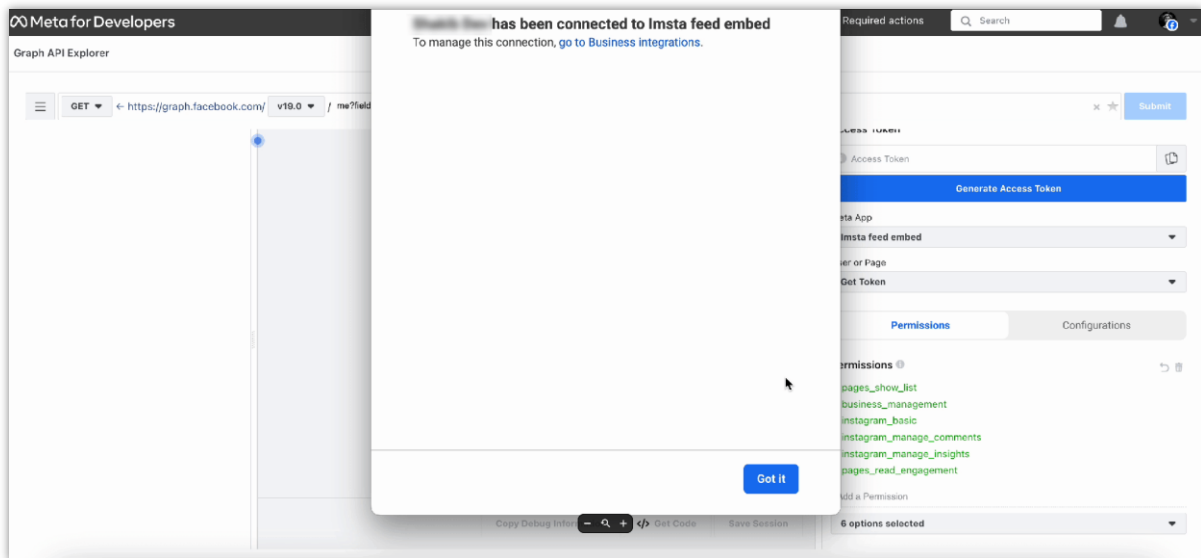 Meta for Developers
Required actions
Search
Graph API Explorer
has been connected to Imsta feed embed
To manage this connection, go to Business integrations.
GET
https://graph.facebook.com/
v19.0
/ me?field
Submit
Access Token
Generate Access Token
Imsta feed embed
Get Token
Permissions
Configurations
pages_show_list
business_management
instagram_basic
instagram_manage_comments
instagram_manage_insights
pages_read_engagement
Got it
Add a Permission
6 options selected
Copy Debug Infor
Get Code
Save Session